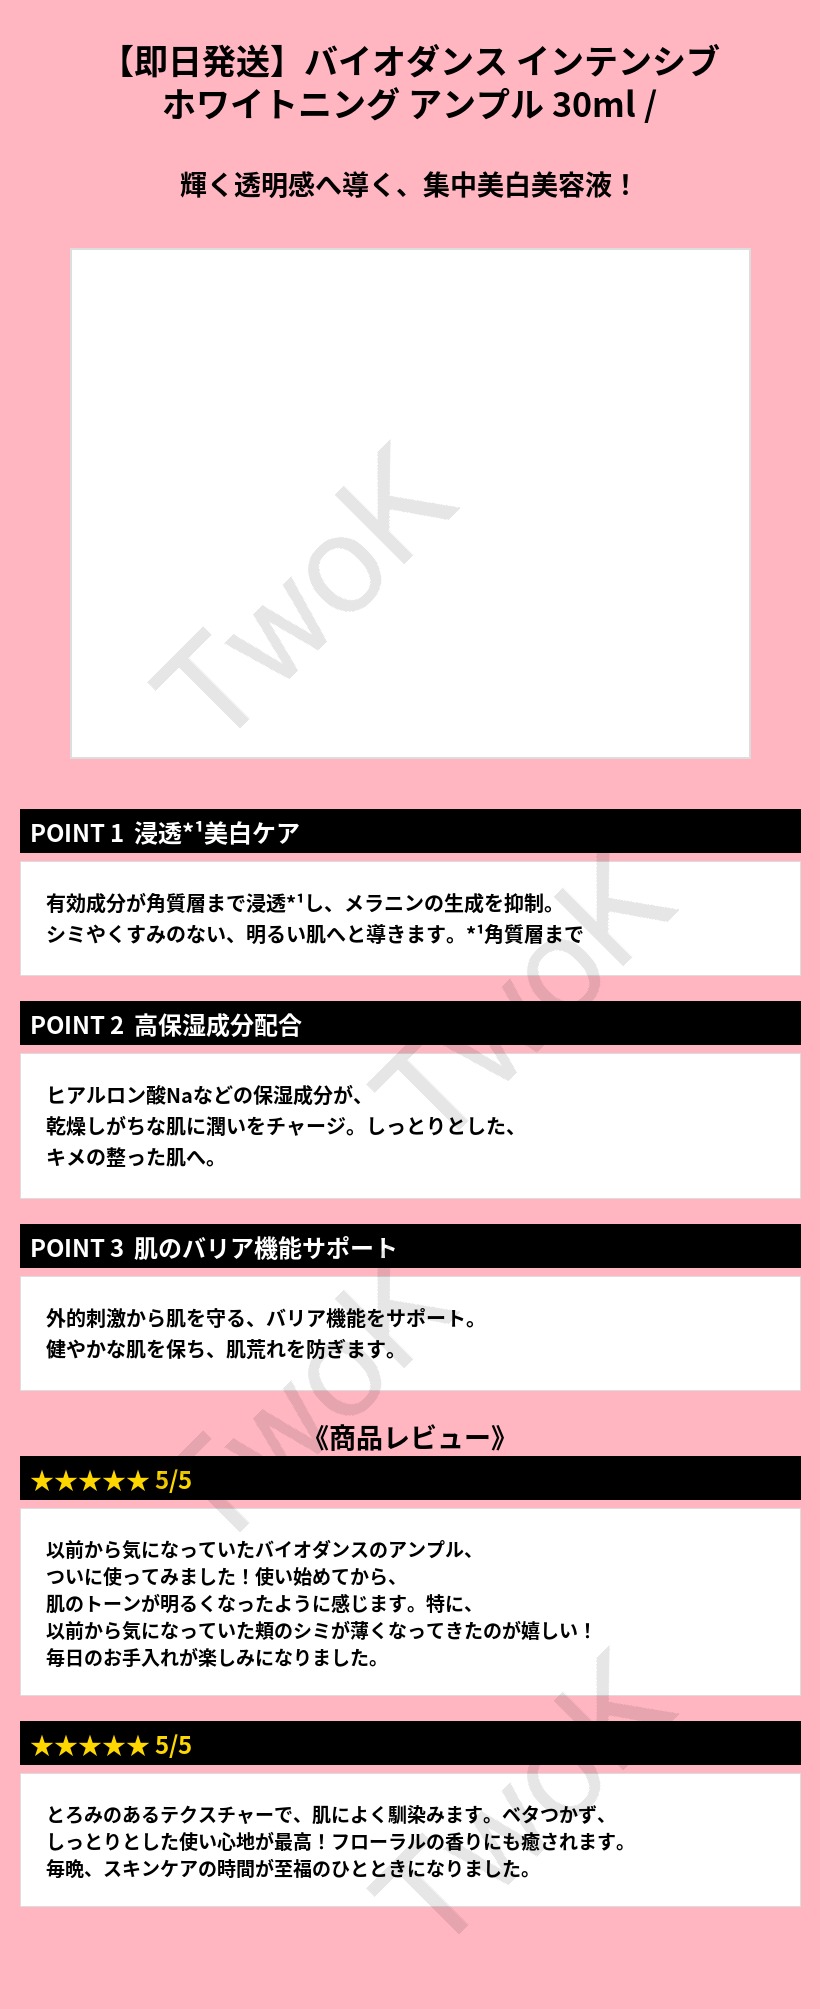 【即日発送】バイオダンス インテンシブ
ホワイトニング アンプル 30ml /
輝く透明感へ導く、集中美白美容液！
TwoK
POINT 1 浸透*¹美白ケア
有効成分が角質層まで浸透*¹し、メラニンの生成を抑制。
シミやくすみのない、明るい肌へと導きます。*¹角質層まで
TwoK
POINT 2 高保湿成分配合
ヒアルロン酸Naなどの保湿成分が、
乾燥しがちな肌に潤いをチャージ。しっとりとした、
キメの整った肌へ。
POINT 3 肌のバリア機能サポート
外的刺激から肌を守る、バリア機能をサポート。
健やかな肌を保ち、肌荒れを防ぎます。
TwoK
《商品レビュー》
★★★★★ 5/5
以前から気になっていたバイオダンスのアンプル、
ついに使ってみました！使い始めてから、
肌のトーンが明るくなったように感じます。特に、
以前から気になっていた頬のシミが薄くなってきたのが嬉しい！
毎日のお手入れが楽しみになりました。
★★★★★ 5/5
とろみのあるテクスチャーで、肌によく馴染みます。ベタつかず、
しっとりとした使い心地が最高！フローラルの香りにも癒されます。
毎晩、スキンケアの時間が至福のひとときになりました。
TwoK